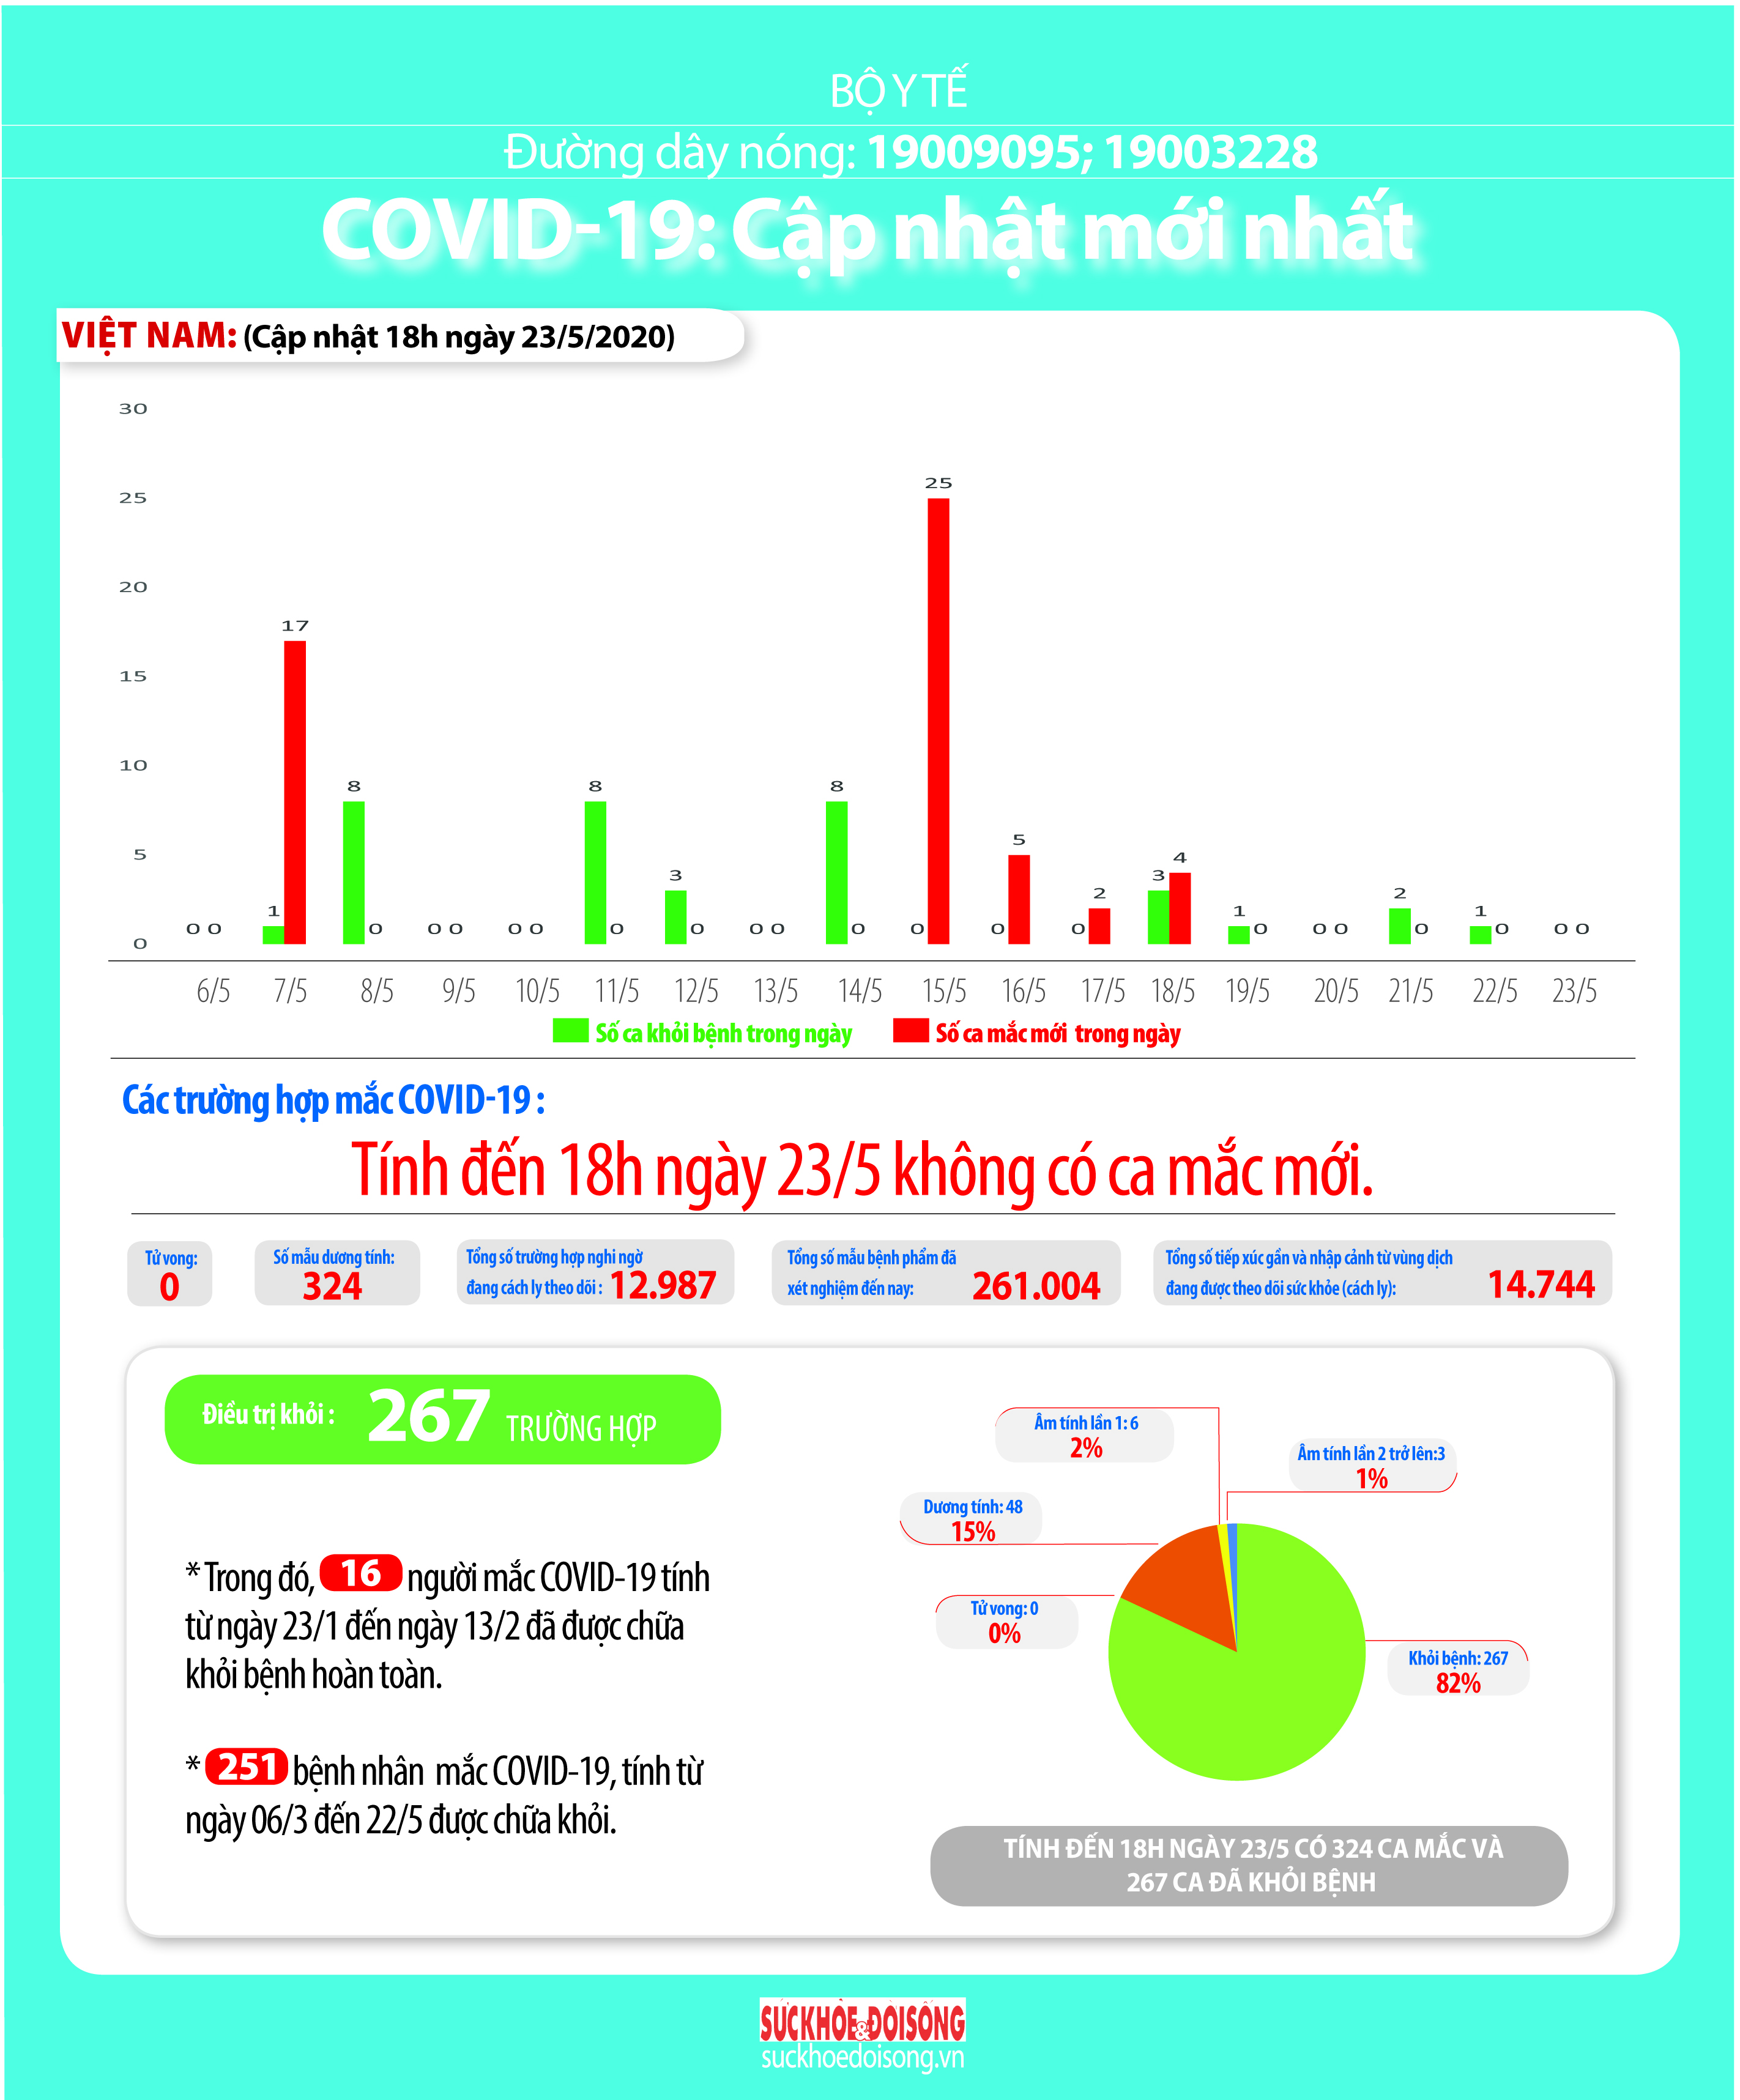 BỘ Y TẾ
Đường dây nóng: 19009095; 19003228
COVID-19: Cập nhật mới nhất
VIỆT NAM: (Cập nhật 18h ngày 23/5/2020)
30
25
20
15
10
5
0
0 0 1 17 8 0 0 0 0 0 8 0 3 0 0 0 8 0 0 25 0 5 0 2 3 4 1 0 0 0 2 0 1 0 0 0
6/5 7/5 8/5 9/5 10/5 11/5 12/5 13/5 14/5 15/5 16/5 17/5 18/5 19/5 20/5 21/5 22/5 23/5
Số ca khỏi bệnh trong ngày Số ca mắc mới trong ngày
Các trường hợp mắc COVID-19 :
Tính đến 18h ngày 23/5 không có ca mắc mới.
Tử vong:
0
Số mẫu dương tính:
324
Tổng số trường hợp nghi ngờ
đang cách ly theo dõi : 12.987
Tổng số mẫu bệnh phẩm đã
xét nghiệm đến nay: 261.004
Tổng số tiếp xúc gần và nhập cảnh từ vùng dịch
đang được theo dõi sức khỏe (cách ly): 14.744
Điều trị khỏi : 267 TRƯỜNG HỢP
* Trong đó, 16 người mắc COVID-19 tính
từ ngày 23/1 đến ngày 13/2 đã được chữa
khỏi bệnh hoàn toàn.
* 251 bệnh nhân mắc COVID-19, tính từ
ngày 06/3 đến 22/5 được chữa khỏi.
Âm tính lần 1: 6
2%
Âm tính lần 2 trở lên:3
1%
Dương tính: 48
15%
Tử vong: 0
0%
Khỏi bệnh: 267
82%
TÍNH ĐẾN 18H NGÀY 23/5 CÓ 324 CA MẮC VÀ
267 CA ĐÃ KHỎI BỆNH
SỨC KHỎE & ĐỜI SỐNG
suckhoedoisong.vn